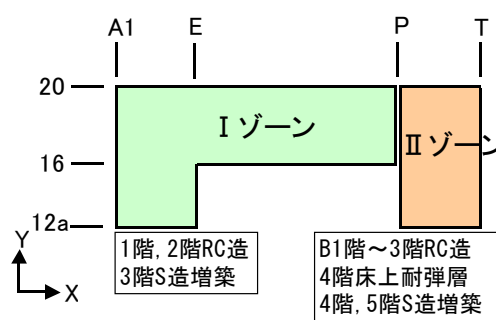 A1 E P T
20
Ⅰゾーン
Ⅱゾーン
16
12a
Y
X
1階,2階RC造
3階S造増築
B1階～3階RC造
4階床上耐弾層
4階,5階S造増築